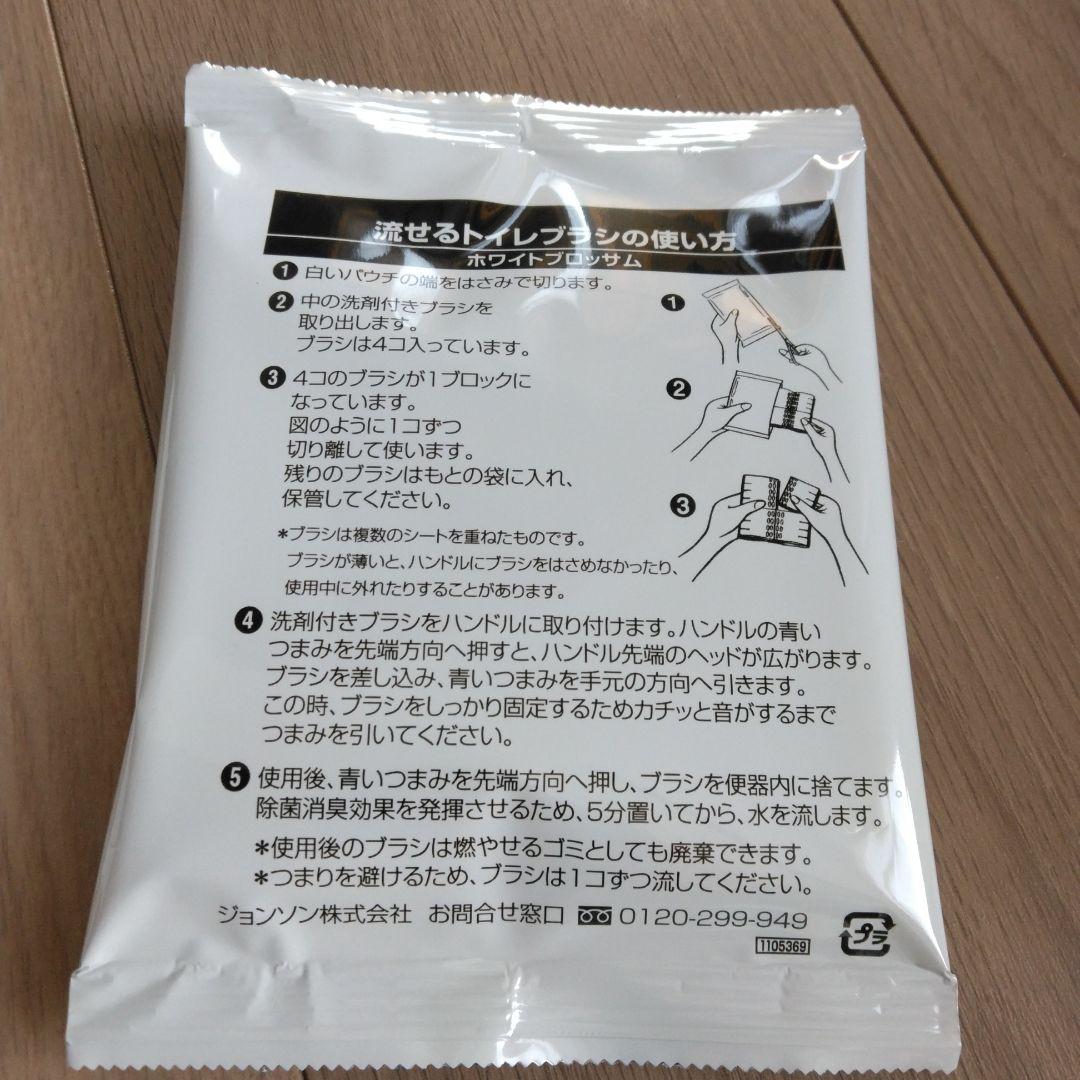 流せるトイレブラシの使い方
ホワイトブロッサム
❶ 白いパウチの端をはさみで切ります。
❷ 中の洗剤付きブラシを
取り出します。
ブラシは4コ入っています。
❸ 4コのブラシが1ブロックに
なっています。
図のように1コずつ
切り離して使います。
残りのブラシはもとの袋に入れ、
保管してください。
*ブラシは複数のシートを重ねたものです。
ブラシが薄いと、ハンドルにブラシをはさめなかったり、
使用中に外れたりすることがあります。
❶
❷
❸
❹ 洗剤付きブラシをハンドルに取り付けます。ハンドルの青い
つまみを先端方向へ押すと、ハンドル先端のヘッドが広がります。
ブラシを差し込み、青いつまみを手元の方向へ引きます。
この時、ブラシをしっかり固定するためカチッと音がするまで
つまみを引いてください。
❺ 使用後、青いつまみを先端方向へ押し、ブラシを便器内に捨てます。
除菌消臭効果を発揮させるため、5分置いてから、水を流します。
*使用後のブラシは燃やせるゴミとしても廃棄できます。
*つまりを避けるため、ブラシは1コずつ流してください。
ジョンソン株式会社 お問合せ窓口 0120-299-949
1105369
プラ